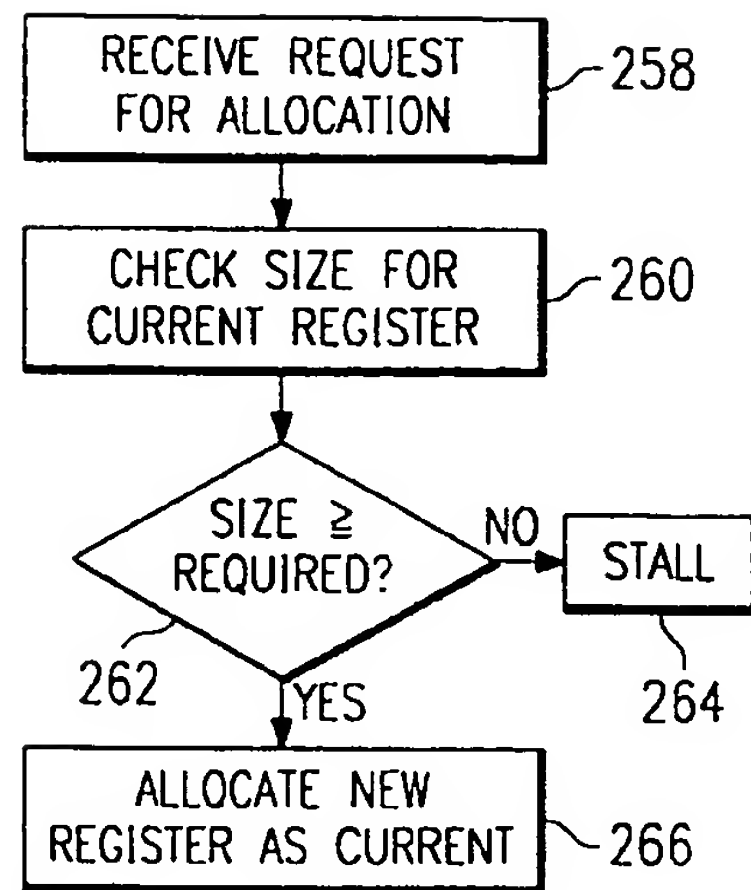 RECEIVE REQUEST
FOR ALLOCATION
258
CHECK SIZE FOR
CURRENT REGISTER
260
SIZE ≧
REQUIRED?
NO
STALL
262
264
YES
ALLOCATE NEW
REGISTER AS CURRENT
266